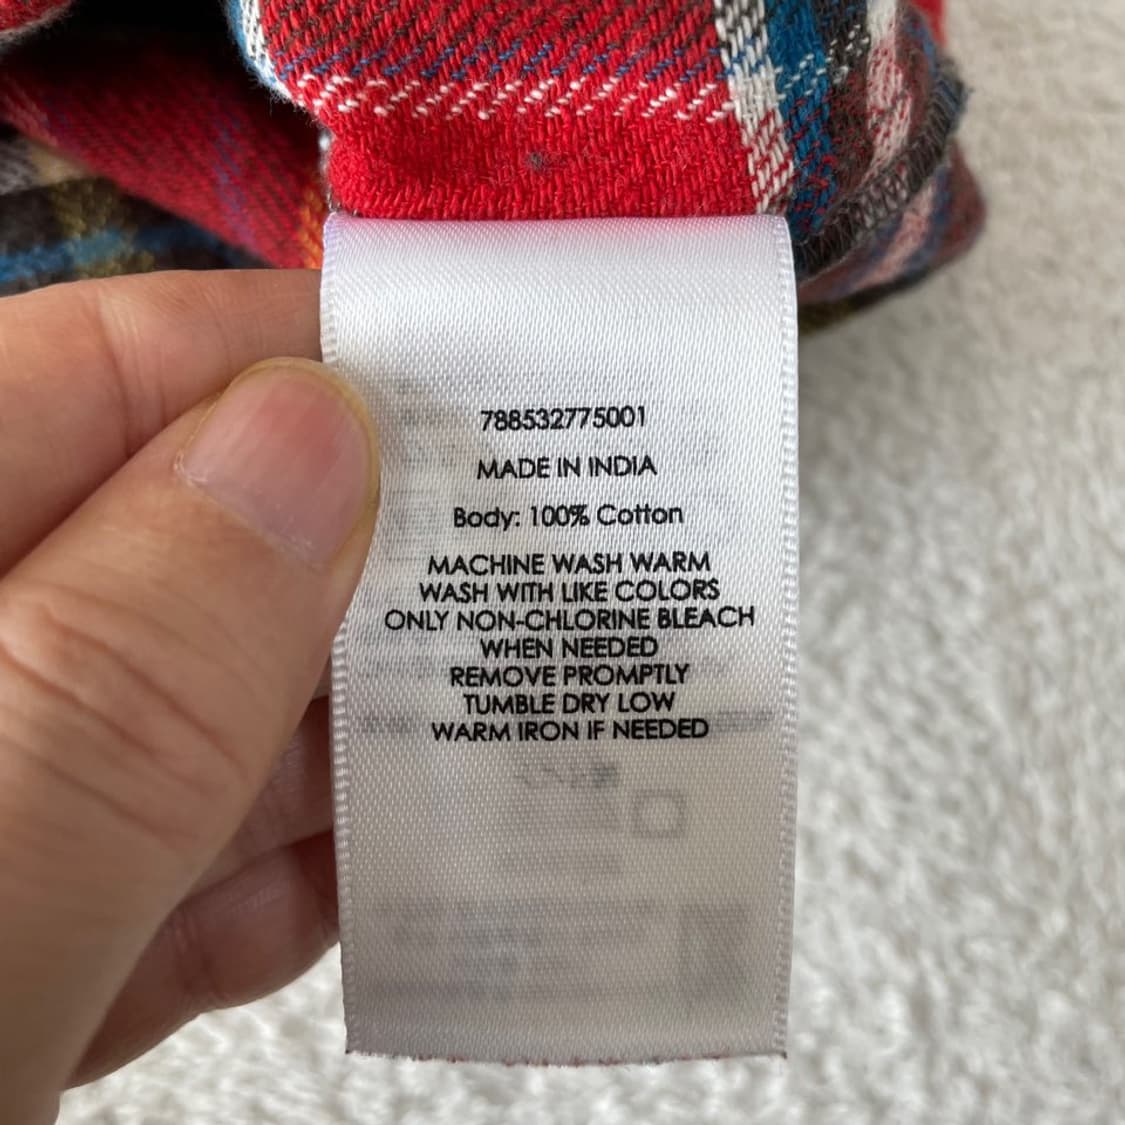 788532775001
MADE IN INDIA
Body: 100% Cotton
MACHINE WASH WARM
WASH WITH LIKE COLORS
ONLY NON-CHLORINE BLEACH
WHEN NEEDED
REMOVE PROMPTLY
TUMBLE DRY LOW
WARM IRON IF NEEDED